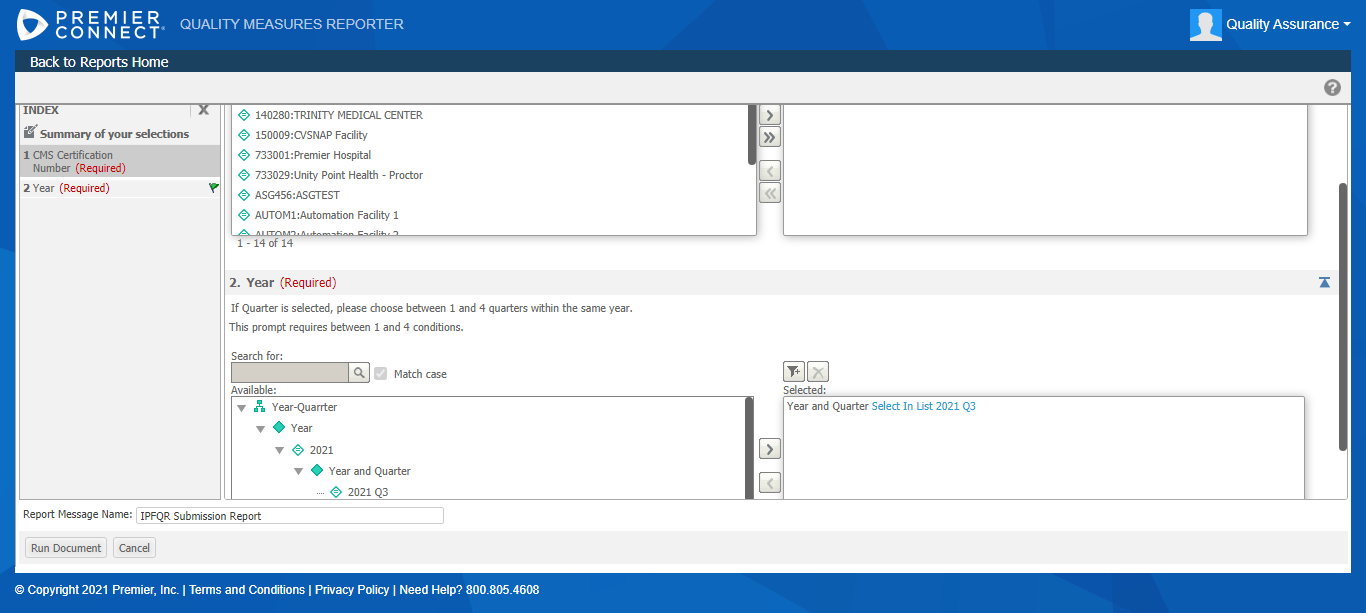 PREMIER
CONNECT
QUALITY MEASURES REPORTER
Quality Assurance
Back to Reports Home
INDEX
Summary of your selections
1 CMS Certification
Number (Required)
2 Year (Required)
140280:TRINITY MEDICAL CENTER
150009:CVSNAP Facility
733001:Premier Hospital
733029:Unity Point Health - Proctor
ASG456:ASGTEST
AUTOM1:Automation Facility 1
AUTOM2:Automation Facility 2
1 - 14 of 14
2. Year (Required)
If Quarter is selected, please choose between 1 and 4 quarters within the same year.
This prompt requires between 1 and 4 conditions.
Search for:
Match case
Available:
Year-Quarrter
Year
2021
Year and Quarter
2021 Q3
Selected:
Year and Quarter Select In List 2021 Q3
Report Message Name: IPFQR Submission Report
Run Document
Cancel
© Copyright 2021 Premier, Inc. | Terms and Conditions | Privacy Policy | Need Help? 800.805.4608